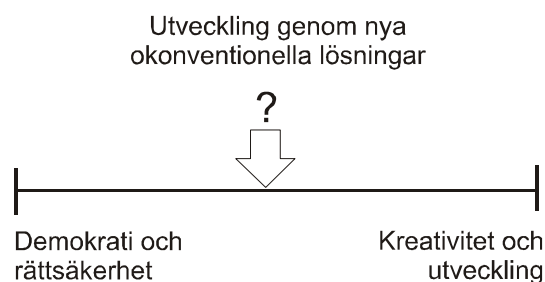 Utveckling genom nya
okonventionella lösningar
?
Demokrati och
rättsäkerhet
Kreativitet och
utveckling